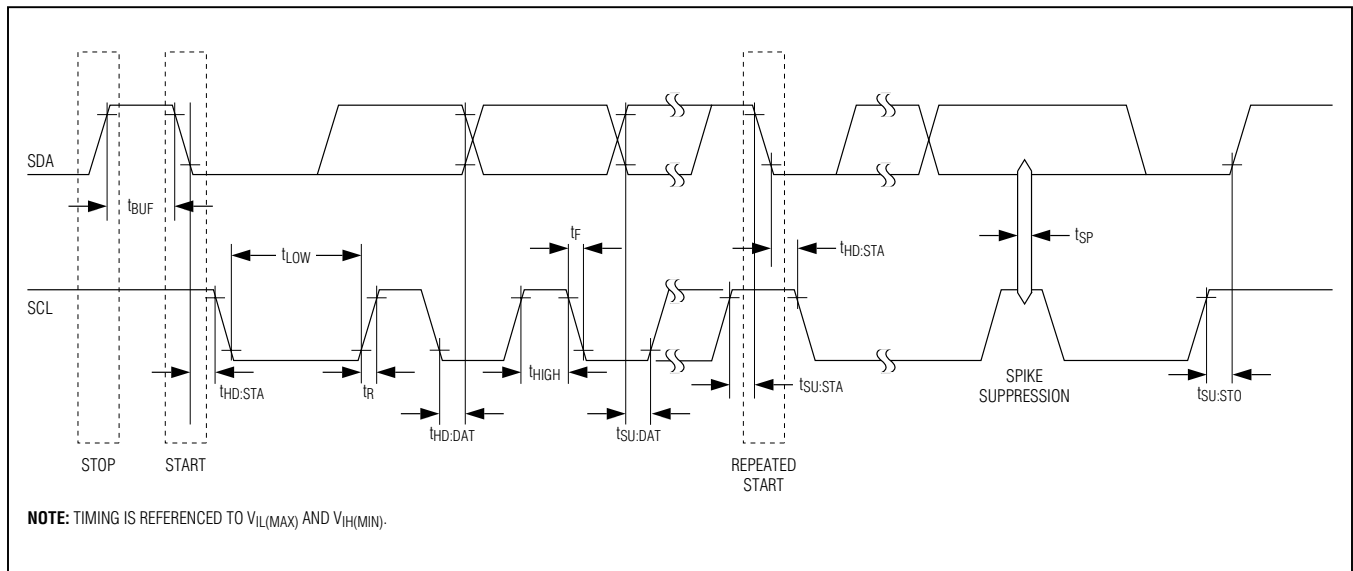 SDA
tBUF
tF
tSP
tHD:STA
tLOW
SCL
tHD:STA
tR
tHIGH
tSU:STA
SPIKE
SUPPRESSION
tSU:STO
tHD:DAT
tSU:DAT
STOP
START
REPEATED
START
NOTE: TIMING IS REFERENCED TO VIL(MAX) AND VIH(MIN).